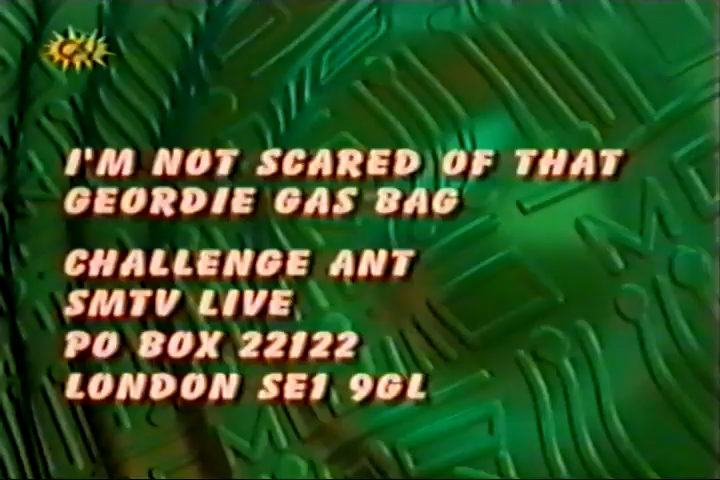 I'M NOT SCARED OF THAT
GEORDIE GAS BAG
CHALLENGE ANT
SMTV LIVE
PO BOX 22122
LONDON SE1 9GL